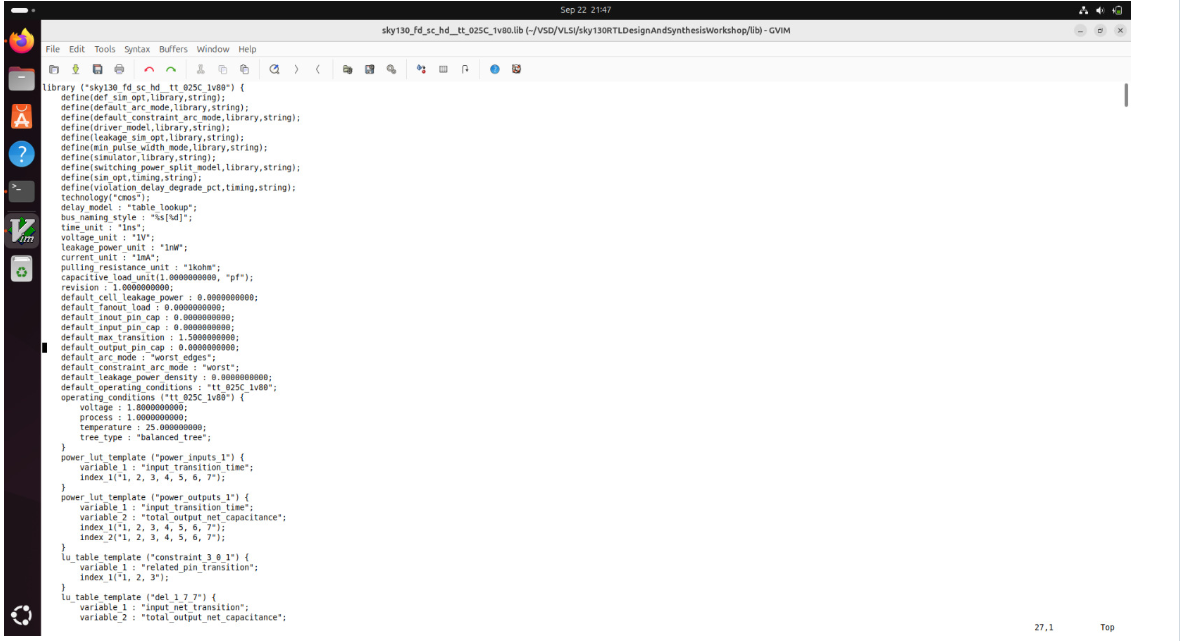 Sep 22 21:47
sky130_fd_sc_hd__tt_025C_1v80.lib (~/VSD/VLSI/sky130RTLDesignAndSynthesisWorkshop/lib) - GVIM
File Edit Tools Syntax Buffers Window Help
library ("sky130_fd_sc_hd__tt_025C_1v80") {
    define(def_sim_opt,library,string);
    define(default_arc_mode,library,string);
    define(default_constraint_arc_mode,library,string);
    define(driver_model,library,string);
    define(leakage_sim_opt,library,string);
    define(min_pulse_width_mode,library,string);
    define(simulator,library,string);
    define(switching_power_split_model,library,string);
    define(sim_opt,timing,string);
    define(violation_delay_degrade_pct,timing,string);
    technology("cmos");
    delay_model : "table_lookup";
    bus_naming_style : "%s[%d]";
    time_unit : "1ns";
    voltage_unit : "1V";
    leakage_power_unit : "1nW";
    current_unit : "1mA";
    pulling_resistance_unit : "1kohm";
    capacitive_load_unit(1.0000000000, "pf");
    revision : 1.0000000000;
    default_cell_leakage_power : 0.0000000000;
    default_fanout_load : 0.0000000000;
    default_inout_pin_cap : 0.0000000000;
    default_input_pin_cap : 0.0000000000;
    default_max_transition : 1.5000000000;
    default_output_pin_cap : 0.0000000000;
    default_arc_mode : "worst_edges";
    default_constraint_arc_mode : "worst";
    default_leakage_power_density : 0.0000000000;
    default_operating_conditions : "tt_025C_1v80";
    operating_conditions ("tt_025C_1v80") {
        voltage : 1.8000000000;
        process : 1.0000000000;
        temperature : 25.000000000;
        tree_type : "balanced_tree";
    }
    power_lut_template ("power_inputs_1") {
        variable_1 : "input_transition_time";
        index_1("1, 2, 3, 4, 5, 6, 7");
    }
    power_lut_template ("power_outputs_1") {
        variable_1 : "input_transition_time";
        variable_2 : "total_output_net_capacitance";
        index_1("1, 2, 3, 4, 5, 6, 7");
        index_2("1, 2, 3, 4, 5, 6, 7");
    }
    lu_table_template ("constraint_3_0_1") {
        variable_1 : "related_pin_transition";
        index_1("1, 2, 3");
    }
    lu_table_template ("del_1_7_7") {
        variable_1 : "input_net_transition";
        variable_2 : "total_output_net_capacitance";
27,1 Top